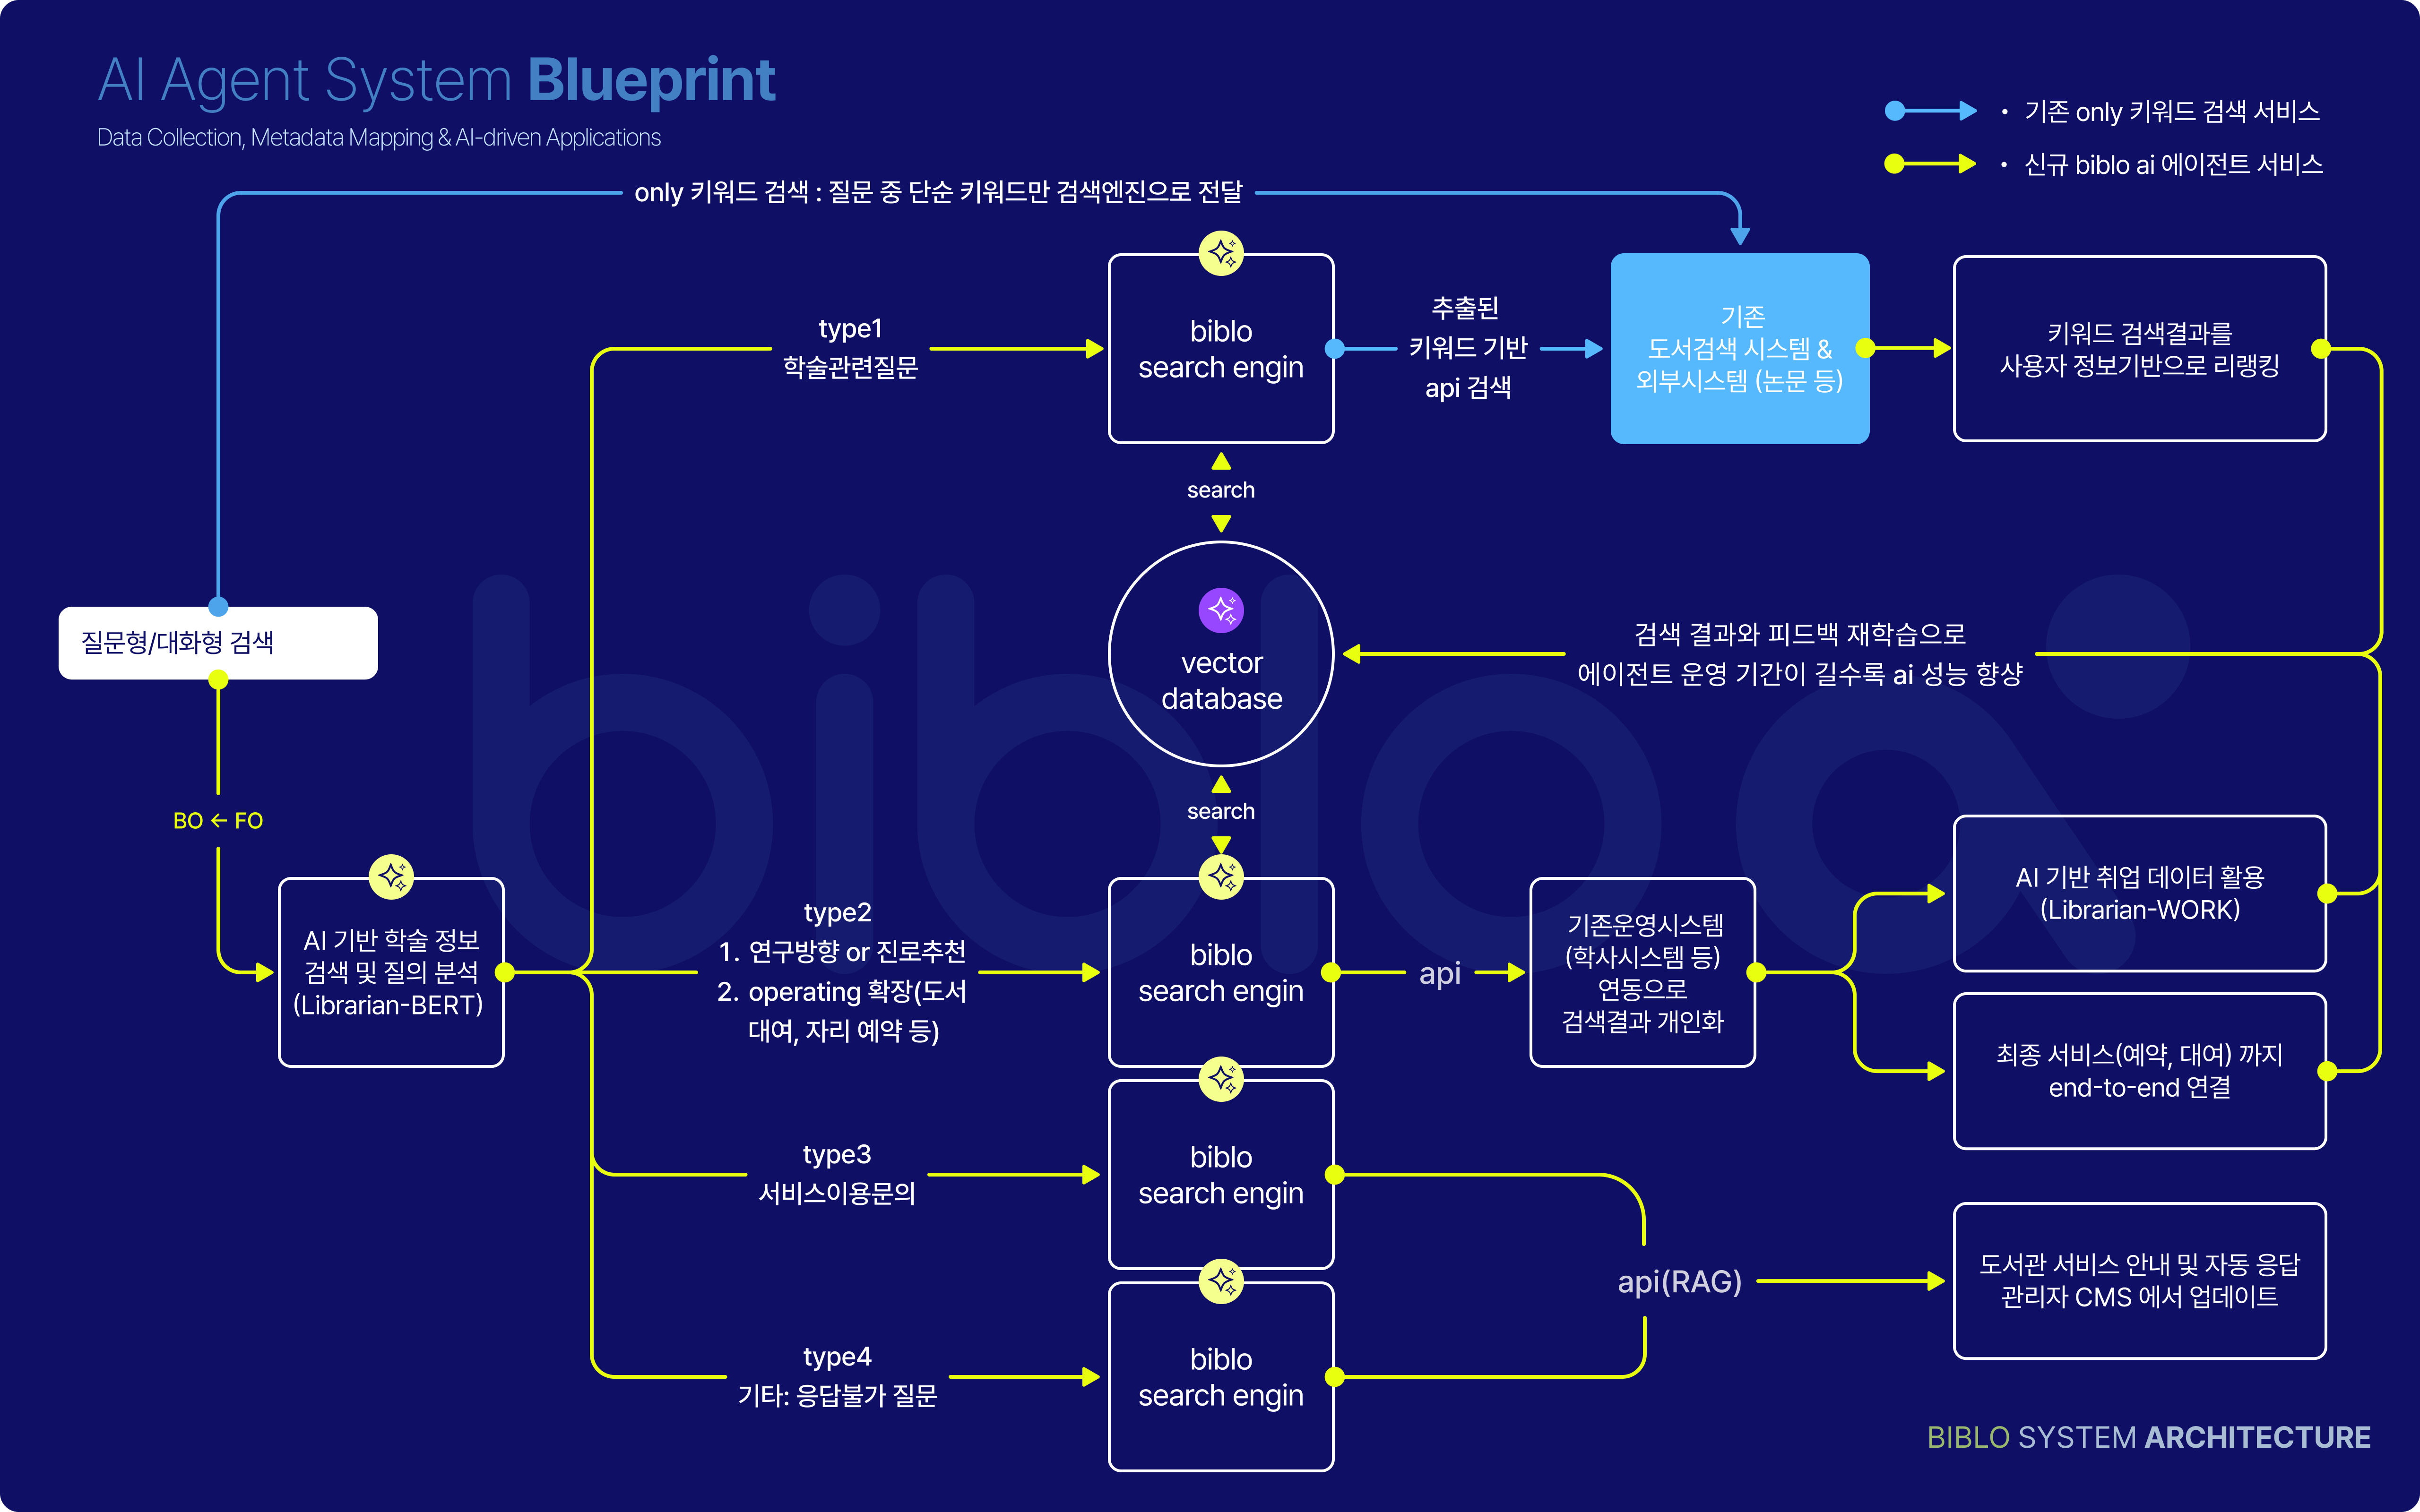 AI Agent System Blueprint
Data Collection, Metadata Mapping & AI-driven Applications
• 기존 only 키워드 검색 서비스
• 신규 biblo ai 에이전트 서비스
only 키워드 검색 : 질문 중 단순 키워드만 검색엔진으로 전달
type1
학술관련질문
biblo
search engin
추출된
키워드 기반
api 검색
기존
도서검색 시스템 &
외부시스템 (논문 등)
키워드 검색결과를
사용자 정보기반으로 리랭킹
search
질문형/대화형 검색
vector
database
검색 결과와 피드백 재학습으로
에이전트 운영 기간이 길수록 ai 성능 향상
biblo ai
search
BO ← FO
AI 기반 학술 정보
검색 및 질의 분석
(Librarian-BERT)
type2
1. 연구방향 or 진로추천
2. operating 확장(도서
대여, 자리 예약 등)
biblo
search engin
api
기존운영시스템
(학사시스템 등)
연동으로
검색결과 개인화
AI 기반 취업 데이터 활용
(Librarian-WORK)
최종 서비스(예약, 대여) 까지
end-to-end 연결
type3
서비스이용문의
biblo
search engin
api(RAG)
도서관 서비스 안내 및 자동 응답
관리자 CMS 에서 업데이트
type4
기타: 응답불가 질문
biblo
search engin
BIBLO SYSTEM ARCHITECTURE